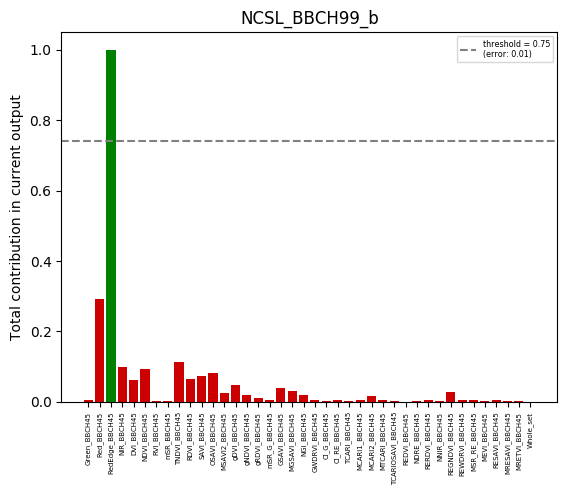 NCSL_BBCH99_b
Total contribution in current output
1.0
0.8
0.6
0.4
0.2
0.0
threshold = 0.75
(error: 0.01)
Green_BBCH45
Red_BBCH45
RedEdge_BBCH45
NIR_BBCH45
DVI_BBCH45
NDVI_BBCH45
RVI_BBCH45
mSR_BBCH45
TNDVI_BBCH45
RDVI_BBCH45
SAVI_BBCH45
OSAVI_BBCH45
MSAVI2_BBCH45
gDVI_BBCH45
gNDVI_BBCH45
gRDVI_BBCH45
mSR_G_BBCH45
GSAVI_BBCH45
MGSAVI_BBCH45
NGI_BBCH45
GWDRVI_BBCH45
CI_G_BBCH45
CI_RE_BBCH45
TCARI_BBCH45
MCARI1_BBCH45
MCARI2_BBCH45
MTCARI_BBCH45
TCARIOSAVI_BBCH45
REDVI_BBCH45
NDRE_BBCH45
RERDVI_BBCH45
NNIR_BBCH45
REGNDVI_BBCH45
REWDRVI_BBCH45
MSR_RE_BBCH45
MEVI_BBCH45
RESAVI_BBCH45
MRESAVI_BBCH45
MRETVI_BBCH45
Whole_set